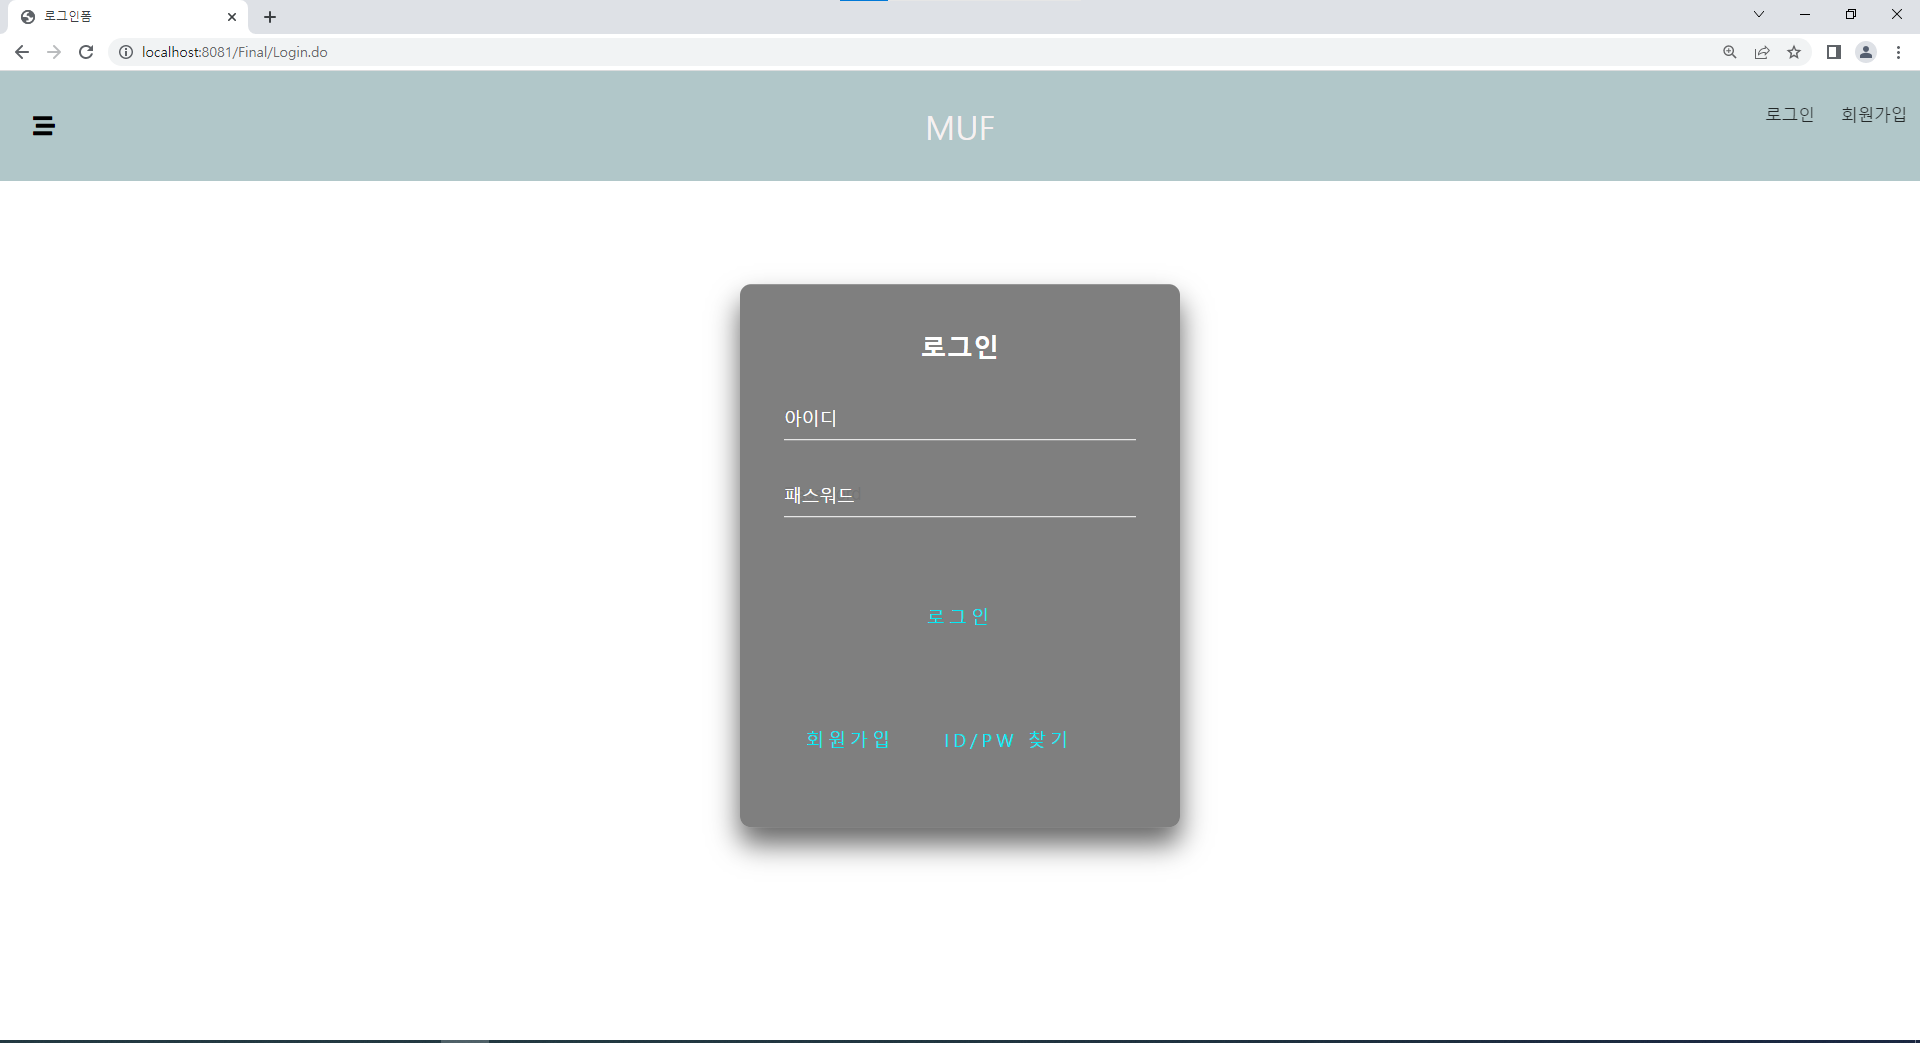 로그인폼
localhost:8081/Final/Login.do
MUF
로그인 회원가입
로그인
아이디
패스워드
로그인
회원가입 ID/PW 찾기